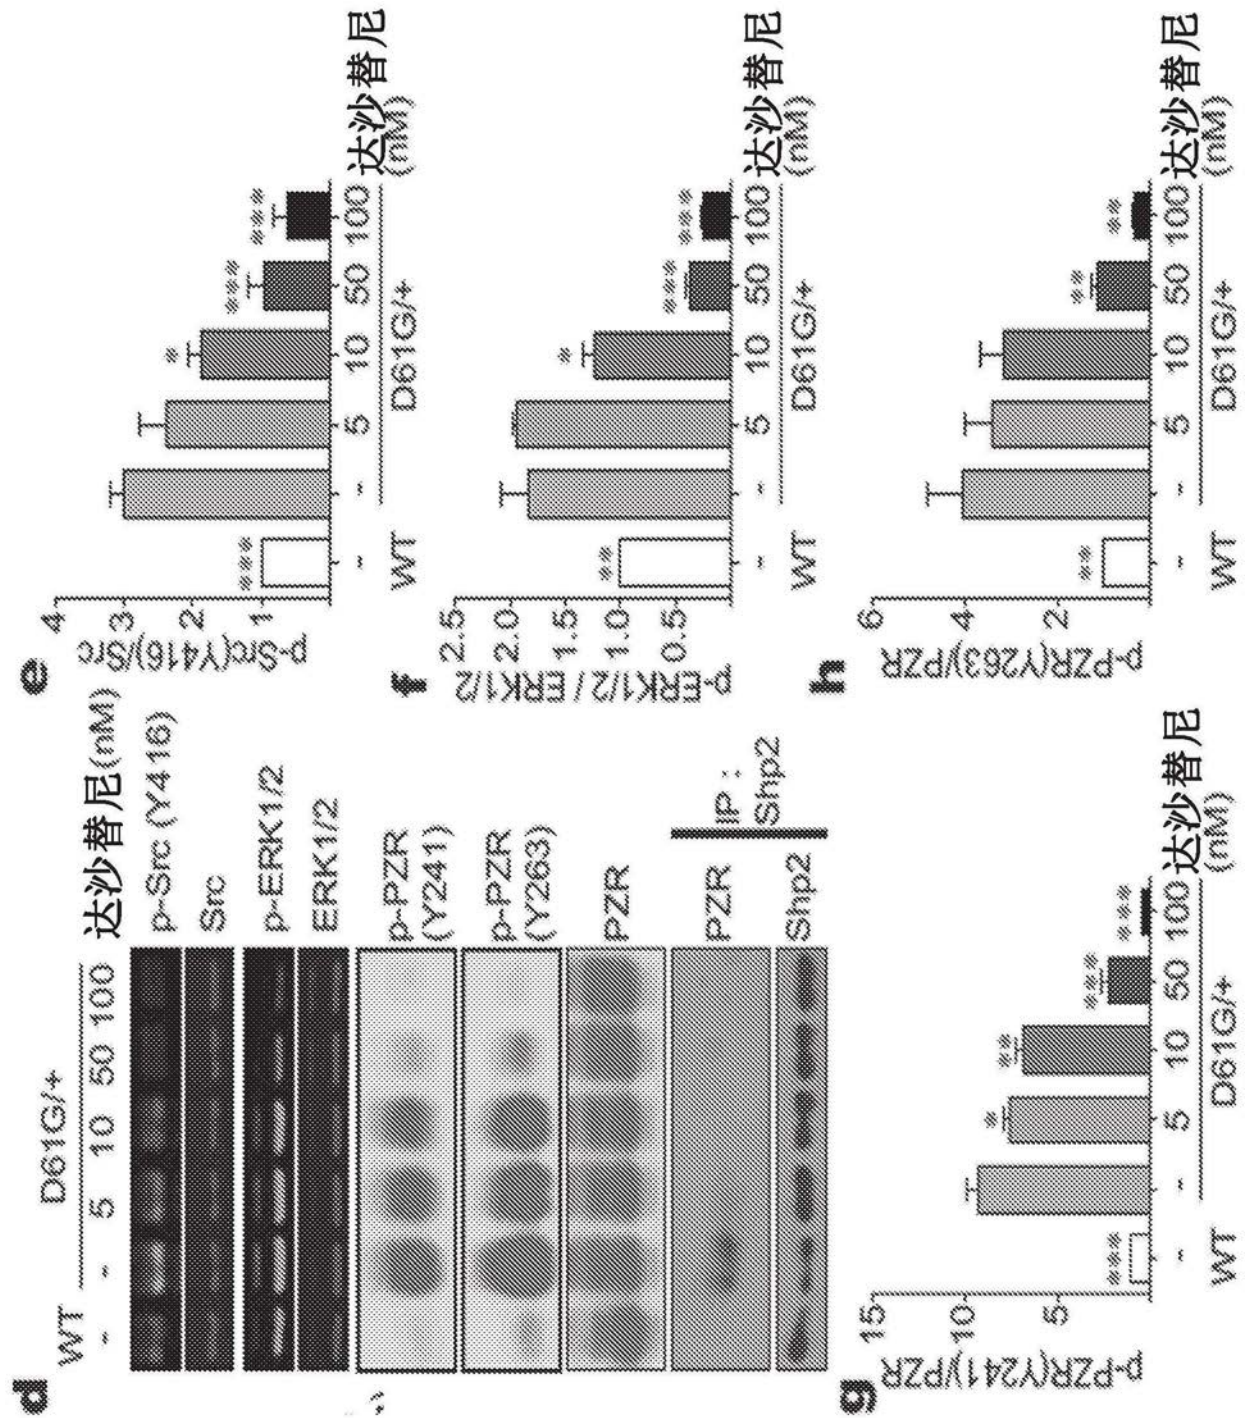 d
WT
D61G/+
- - 5 10 50 100 达沙替尼(nM)
p-Src (Y416)
Src
p-ERK1/2
ERK1/2
p-PZR
(Y241)
p-PZR
(Y263)
PZR
PZR
Shp2
IP:
Shp2
e
p-Src(Y416)/Src
4
3
2
1
*** * *** ***
- - 5 10 50 100 达沙替尼
(nM)
WT D61G/+
f
p-ERK1/2 / ERK1/2
2.5
2.0
1.5
1.0
0.5
** * *** ***
- - 5 10 50 100 达沙替尼
(nM)
WT D61G/+
g
p-PZR(Y241)/PZR
15
10
5
*** * ** *** ***
- - 5 10 50 100 达沙替尼
(nM)
WT D61G/+
h
p-PZR(Y263)/PZR
6
4
2
** ** **
- - 5 10 50 100 达沙替尼
(nM)
WT D61G/+